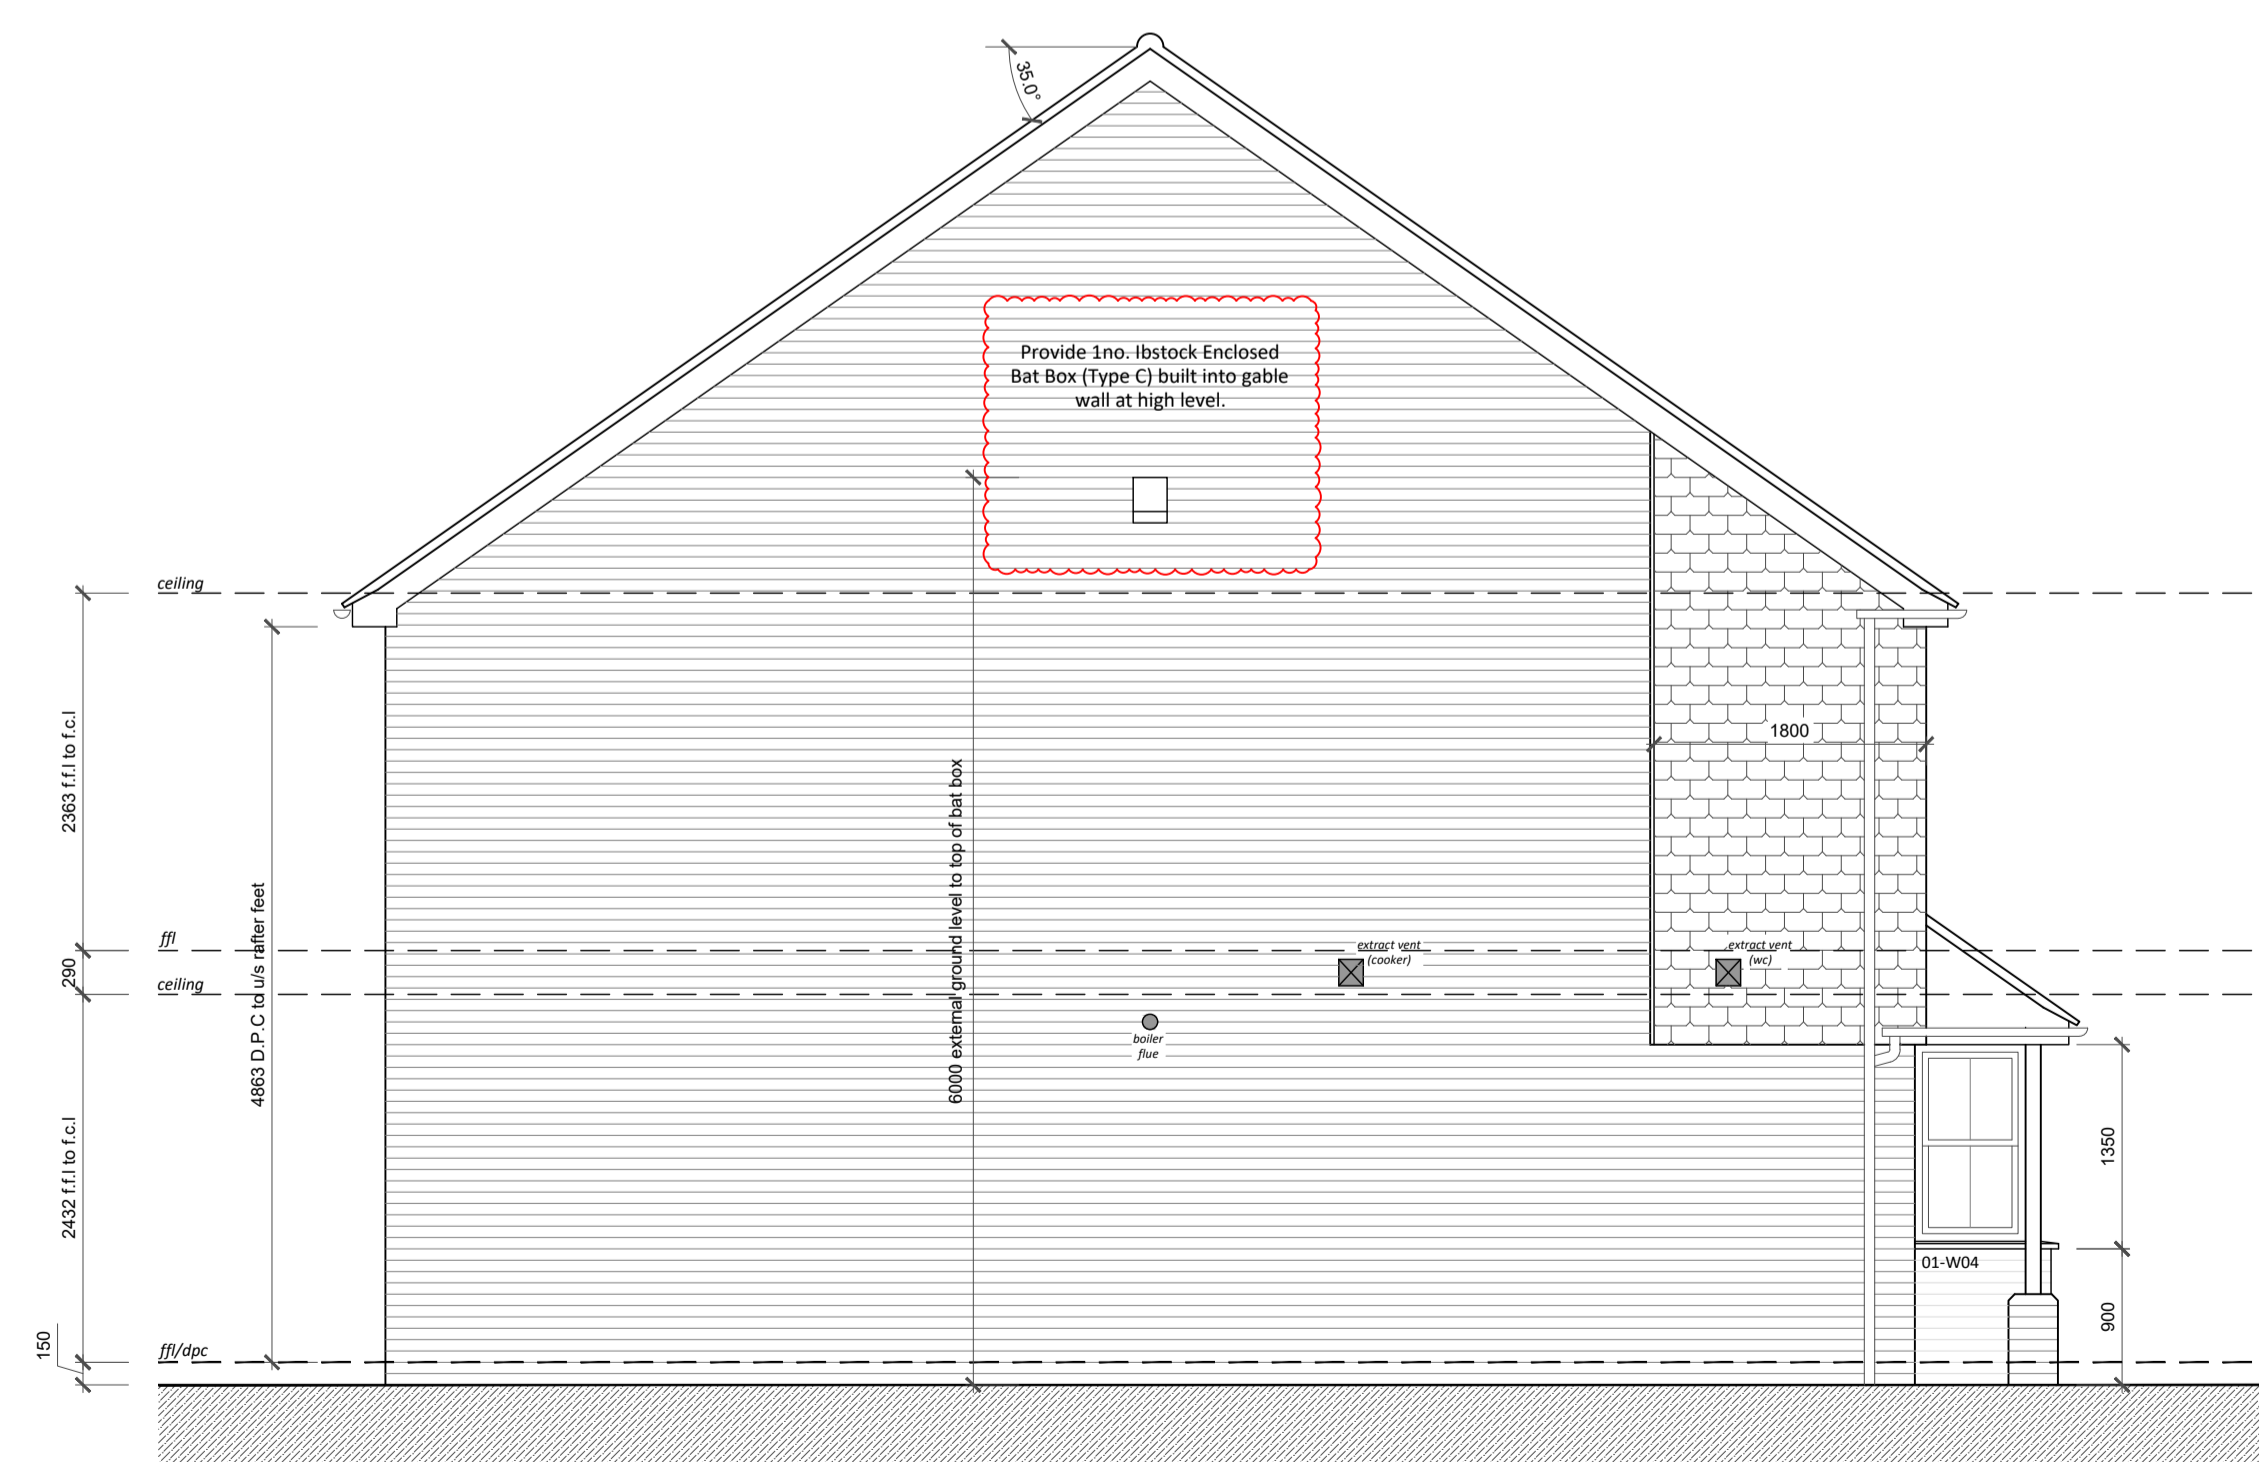 35.0°
Provide 1no. Ibstock Enclosed
Bat Box (Type C) built into gable
wall at high level.
ceiling
2363 f.f.l to f.c.l
1800
6000 external ground level to top of bat box
4863 D.P.C to u/s rafter feet
ffl
extract vent
(cooker)
extract vent
(wc)
290
ceiling
boiler
flue
2432 f.f.l to f.c.l
1350
01-W04
900
150
ffl/dpc